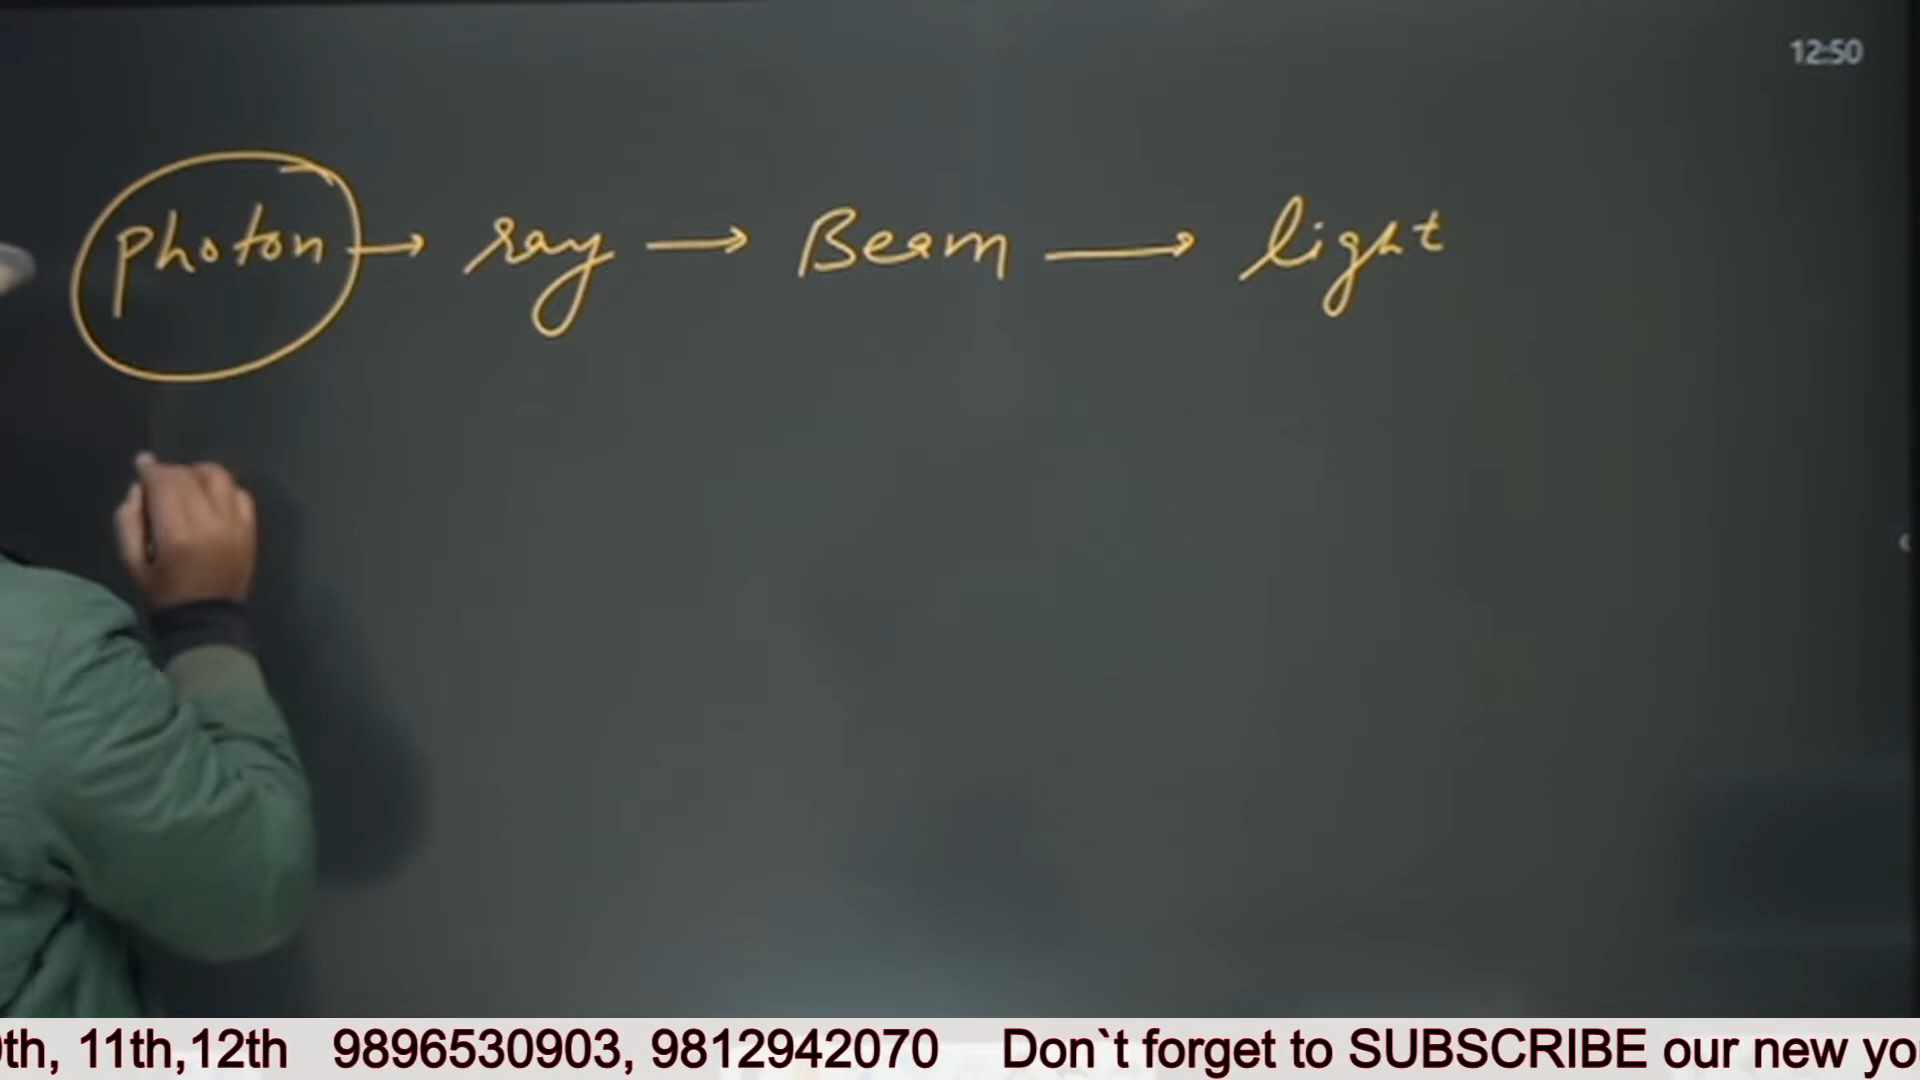 12:50
photon → ray → Beam → light
th, 11th,12th 9896530903, 9812942070 Don`t forget to SUBSCRIBE our new yo